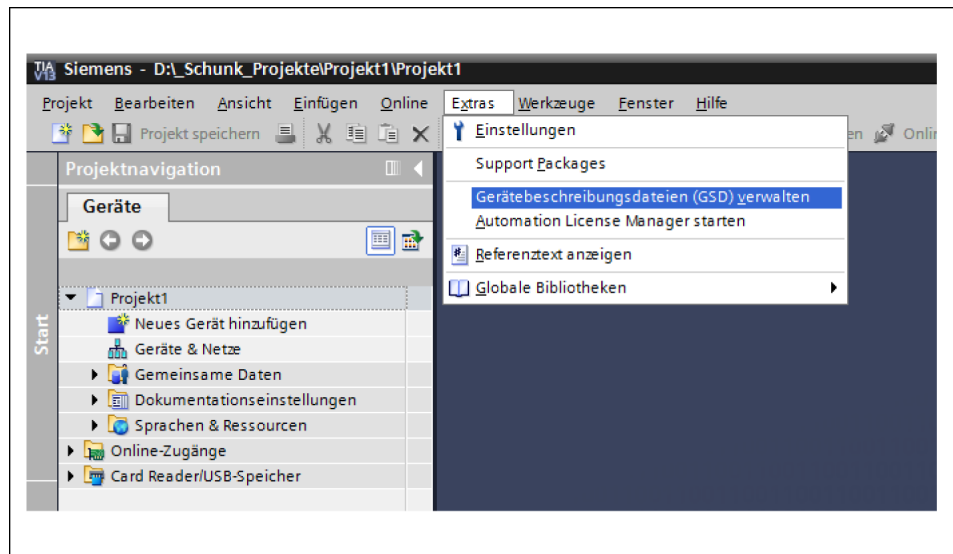 TIA V13 Siemens - D:\_Schunk_Projekte\Projekt1\Projekt1
Projekt Bearbeiten Ansicht Einfügen Online Extras Werkzeuge Fenster Hilfe
Projekt speichern
Einstellungen
Support Packages
Gerätebeschreibungsdateien (GSD) verwalten
Automation License Manager starten
Referenztext anzeigen
Globale Bibliotheken
Projektnavigation
Geräte
Start
Projekt1
Neues Gerät hinzufügen
Geräte & Netze
Gemeinsame Daten
Dokumentationseinstellungen
Sprachen & Ressourcen
Online-Zugänge
Card Reader/USB-Speicher